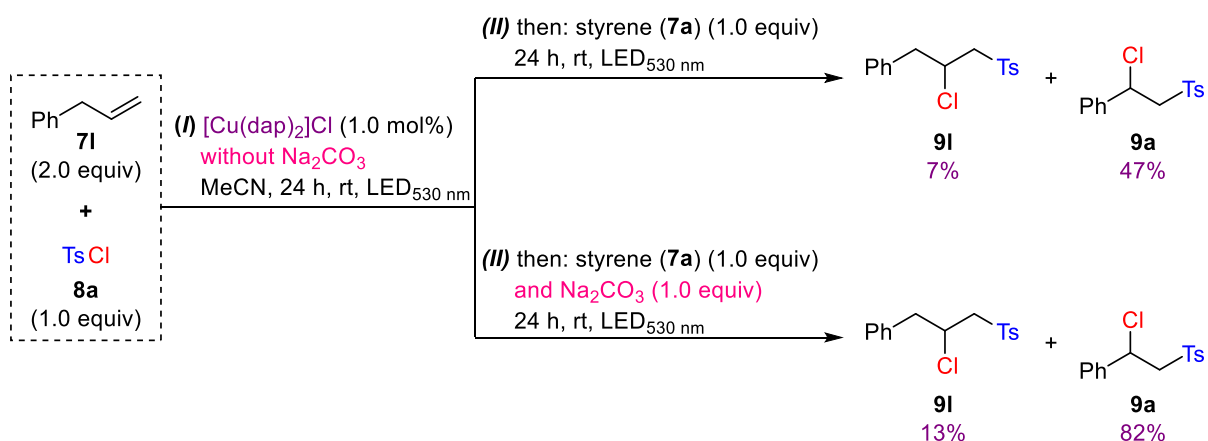 Ph
7l
(2.0 equiv)
+
TsCl
8a
(1.0 equiv)
(I) [Cu(dap)₂]Cl (1.0 mol%)
without Na₂CO₃
MeCN, 24 h, rt, LED₅₃₀ ₙₘ
(II) then: styrene (7a) (1.0 equiv)
24 h, rt, LED₅₃₀ ₙₘ
Ph
Cl
Ts
9l
7%
+
Cl
Ph
Ts
9a
47%
(II) then: styrene (7a) (1.0 equiv)
and Na₂CO₃ (1.0 equiv)
24 h, rt, LED₅₃₀ ₙₘ
Ph
Cl
Ts
9l
13%
+
Cl
Ph
Ts
9a
82%